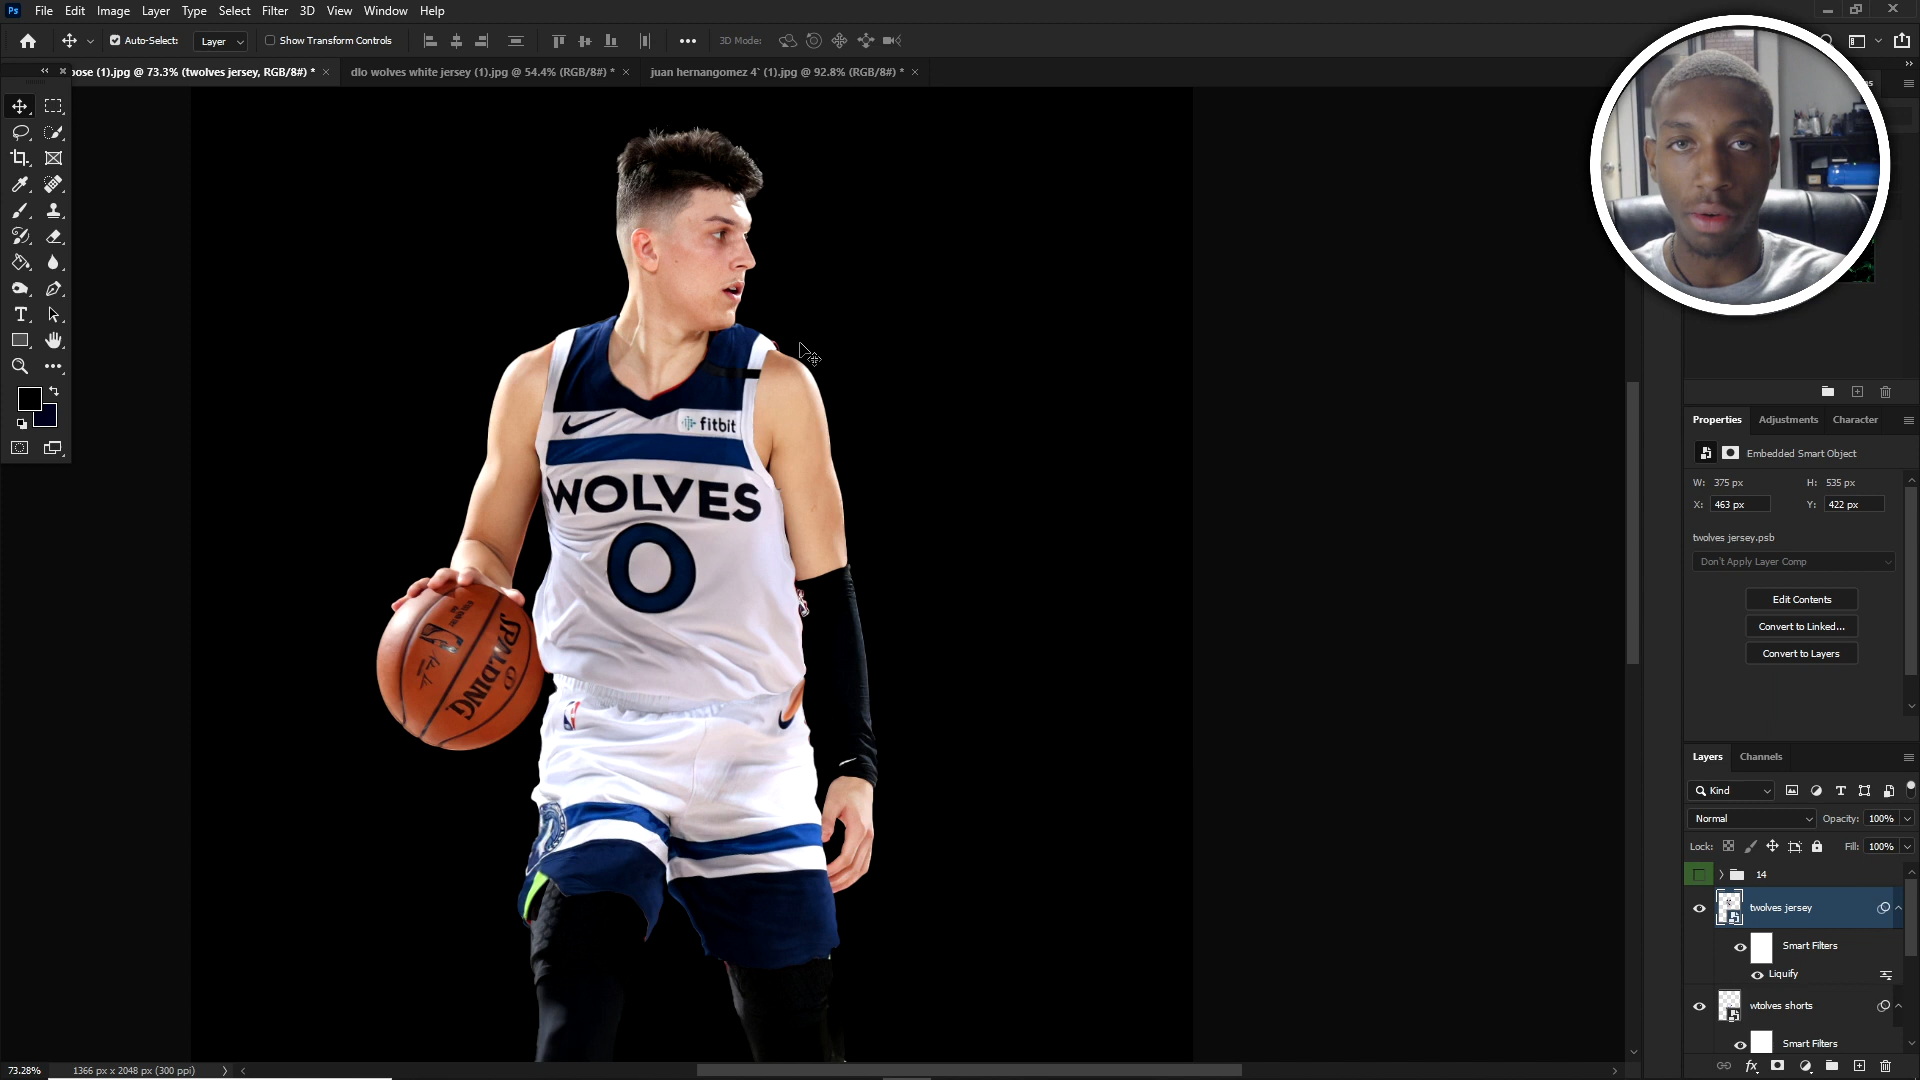 Ps File Edit Image Layer Type Select Filter 3D View Window Help
Auto-Select: Layer Show Transform Controls 3D Mode:
pose (1).jpg @ 73.3% (twolves jersey, RGB/8#) * dlo wolves white jersey (1).jpg @ 54.4% (RGB/8#) * juan hernangomez 4` (1).jpg @ 92.8% (RGB/8#) *
fitbit
WOLVES
0
SPALDING
Properties Adjustments Character
Embedded Smart Object
W: 375 px H: 535 px
X: 463 px Y: 422 px
twolves jersey.psb
Don't Apply Layer Comp
Edit Contents
Convert to Linked...
Convert to Layers
Layers Channels
Kind
Normal Opacity: 100%
Lock: Fill: 100%
14
twolves jersey
Smart Filters
Liquify
wtolves shorts
Smart Filters
73.28% 1366 px x 2048 px (300 ppi)